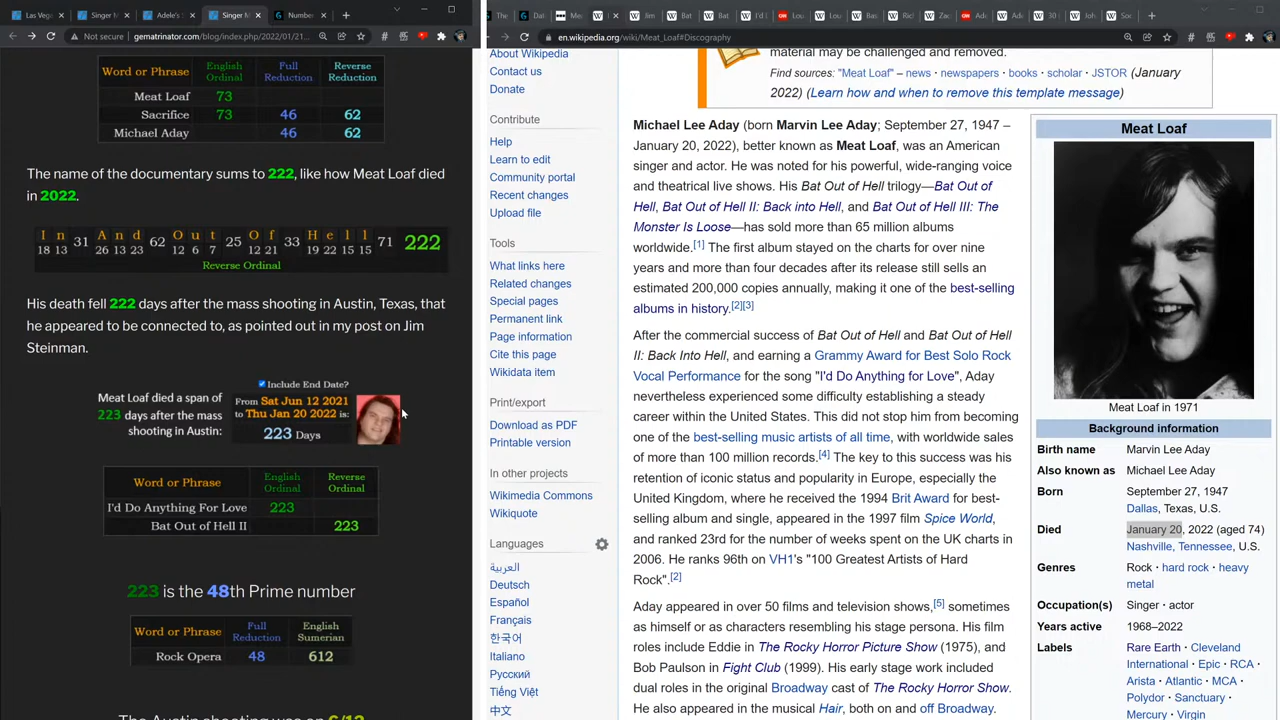 Las Vega
Singer M
Adele's S
Singer M
Number
Not secure
gematrinator.com/blog/index.php/2022/01/21...
Word or Phrase English Ordinal Full Reduction Reverse Reduction
Meat Loaf 73
Sacrifice 73 46 62
Michael Aday 46 62
The name of the documentary sums to 222, like how Meat Loaf died
in 2022.
I n 31 A n d 62 O u t 25 O f 33 H e l l 71 222
18 13 26 13 23 12 6 7 12 21 19 22 15 15
Reverse Ordinal
His death fell 222 days after the mass shooting in Austin, Texas, that
he appeared to be connected to, as pointed out in my post on Jim
Steinman.
Meat Loaf died a span of
223 days after the mass
shooting in Austin:
Include End Date?
From Sat Jun 12 2021
to Thu Jan 20 2022 is:
223 Days
Word or Phrase English Ordinal Reverse Ordinal
I'd Do Anything For Love 223
Bat Out of Hell II 223
223 is the 48th Prime number
Word or Phrase Full Reduction English Sumerian
Rock Opera 48 612
The Austin shooting was on 6/12
en.wikipedia.org/wiki/Meat_Loaf#Discography
About Wikipedia
Contact us
Donate
Contribute
Help
Learn to edit
Community portal
Recent changes
Upload file
Tools
What links here
Related changes
Special pages
Permanent link
Page information
Cite this page
Wikidata item
Print/export
Download as PDF
Printable version
In other projects
Wikimedia Commons
Wikiquote
Languages
العربية
Deutsch
Español
Français
한국어
Italiano
Русский
Tiếng Việt
中文
material may be challenged and removed.
Find sources: "Meat Loaf" – news · newspapers · books · scholar · JSTOR (January
2022) (Learn how and when to remove this template message)
Michael Lee Aday (born Marvin Lee Aday; September 27, 1947 –
January 20, 2022), better known as Meat Loaf, was an American
singer and actor. He was noted for his powerful, wide-ranging voice
and theatrical live shows. His Bat Out of Hell trilogy—Bat Out of
Hell, Bat Out of Hell II: Back into Hell, and Bat Out of Hell III: The
Monster Is Loose—has sold more than 65 million albums
worldwide.[1] The first album stayed on the charts for over nine
years and more than four decades after its release still sells an
estimated 200,000 copies annually, making it one of the best-selling
albums in history.[2][3]
After the commercial success of Bat Out of Hell and Bat Out of Hell
II: Back Into Hell, and earning a Grammy Award for Best Solo Rock
Vocal Performance for the song "I'd Do Anything for Love", Aday
nevertheless experienced some difficulty establishing a steady
career within the United States. This did not stop him from becoming
one of the best-selling music artists of all time, with worldwide sales
of more than 100 million records.[4] The key to this success was his
retention of iconic status and popularity in Europe, especially the
United Kingdom, where he received the 1994 Brit Award for best-
selling album and single, appeared in the 1997 film Spice World,
and ranked 23rd for the number of weeks spent on the UK charts in
2006. He ranks 96th on VH1's "100 Greatest Artists of Hard
Rock".[2]
Aday appeared in over 50 films and television shows,[5] sometimes
as himself or as characters resembling his stage persona. His film
roles include Eddie in The Rocky Horror Picture Show (1975), and
Bob Paulson in Fight Club (1999). His early stage work included
dual roles in the original Broadway cast of The Rocky Horror Show.
He also appeared in the musical Hair, both on and off Broadway.
Meat Loaf
Meat Loaf in 1971
Background information
Birth name Marvin Lee Aday
Also known as Michael Lee Aday
Born September 27, 1947
Dallas, Texas, U.S.
Died January 20, 2022 (aged 74)
Nashville, Tennessee, U.S.
Genres Rock · hard rock · heavy
metal
Occupation(s) Singer · actor
Years active 1968–2022
Labels Rare Earth · Cleveland
International · Epic · RCA ·
Arista · Atlantic · MCA ·
Polydor · Sanctuary ·
Mercury · Virgin